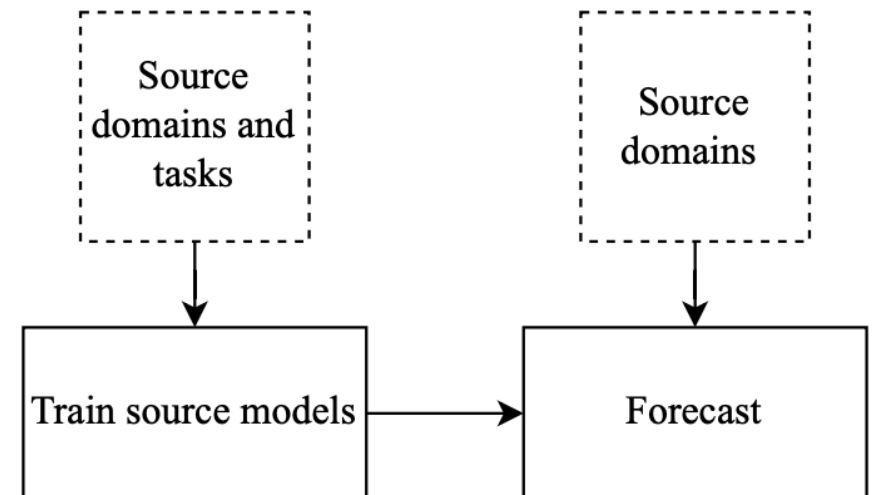 Source
domains and
tasks
Source
domains
Train source models
Forecast